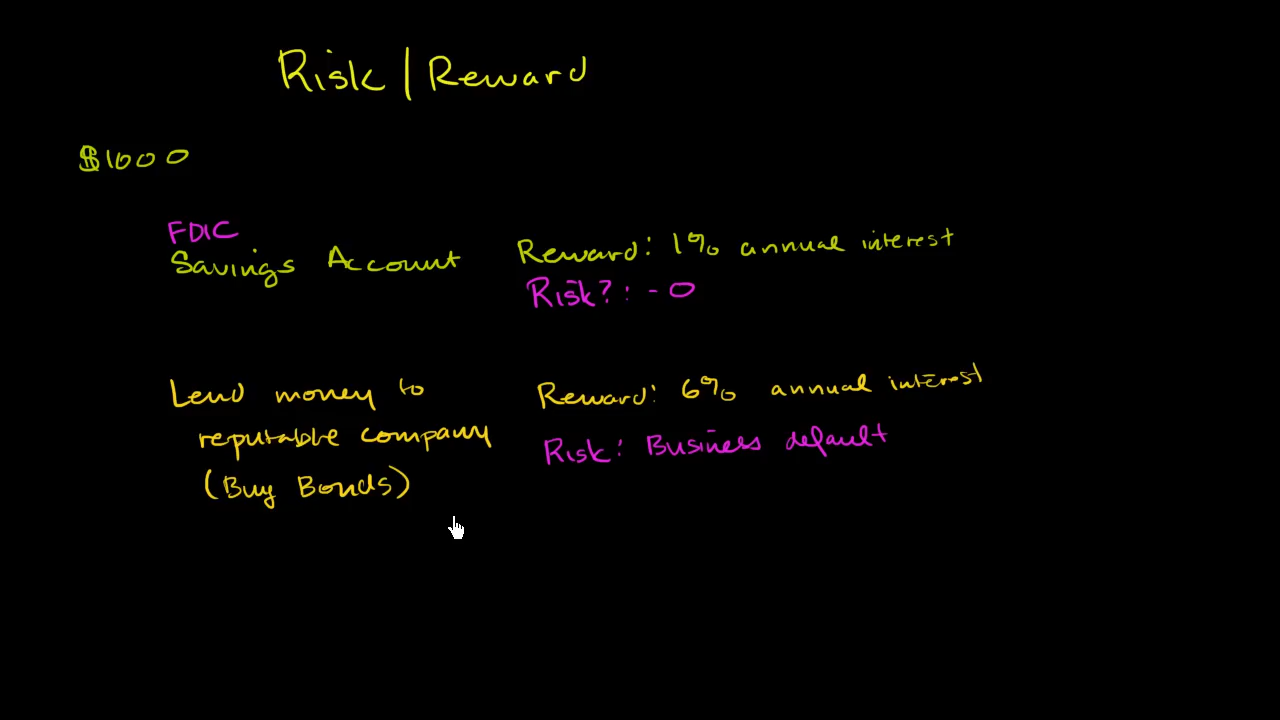 Risk | Reward
$1000
FDIC
Savings Account
Reward: 1% annual interest
Risk?: - 0
Lend money to
reputable company
(Buy Bonds)
Reward: 6% annual interest
Risk: Business default